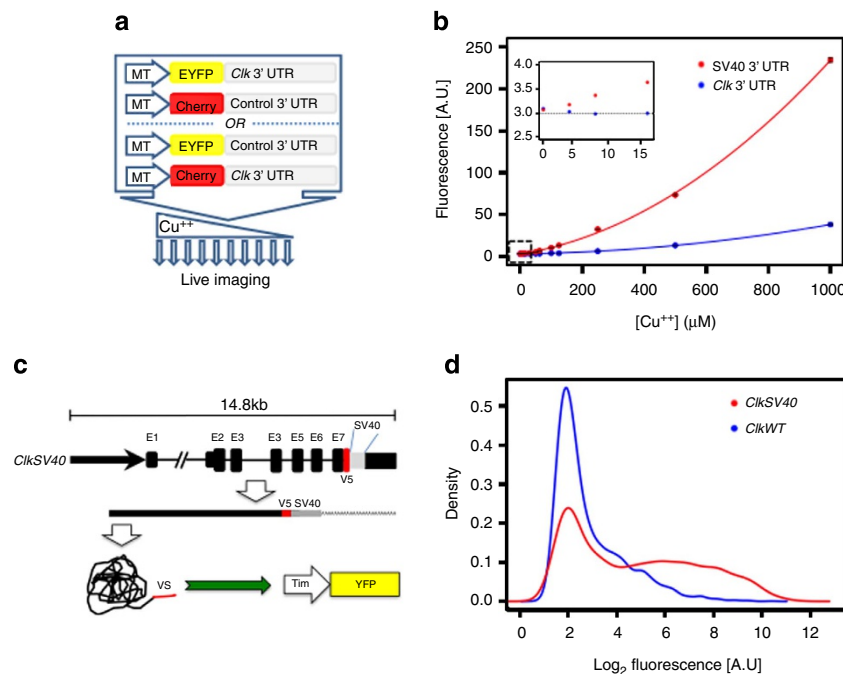 a
MT EYFP Clk 3' UTR
MT Cherry Control 3' UTR
OR
MT EYFP Control 3' UTR
MT Cherry Clk 3' UTR
Cu++
Live imaging
b
Fluorescence [A.U.]
250
200
150
100
50
0
4.0
3.5
3.0
2.5
0 5 10 15
SV40 3' UTR
Clk 3' UTR
0 200 400 600 800 1000
[Cu++] (µM)
c
14.8kb
SV40
E1 E2 E3 E3 E5 E6 E7
ClkSV40
V5
V5 SV40
VS
Tim YFP
d
Density
0.5
0.4
0.3
0.2
0.1
0.0
ClkSV40
ClkWT
0 2 4 6 8 10 12
Log2 fluorescence [A.U]